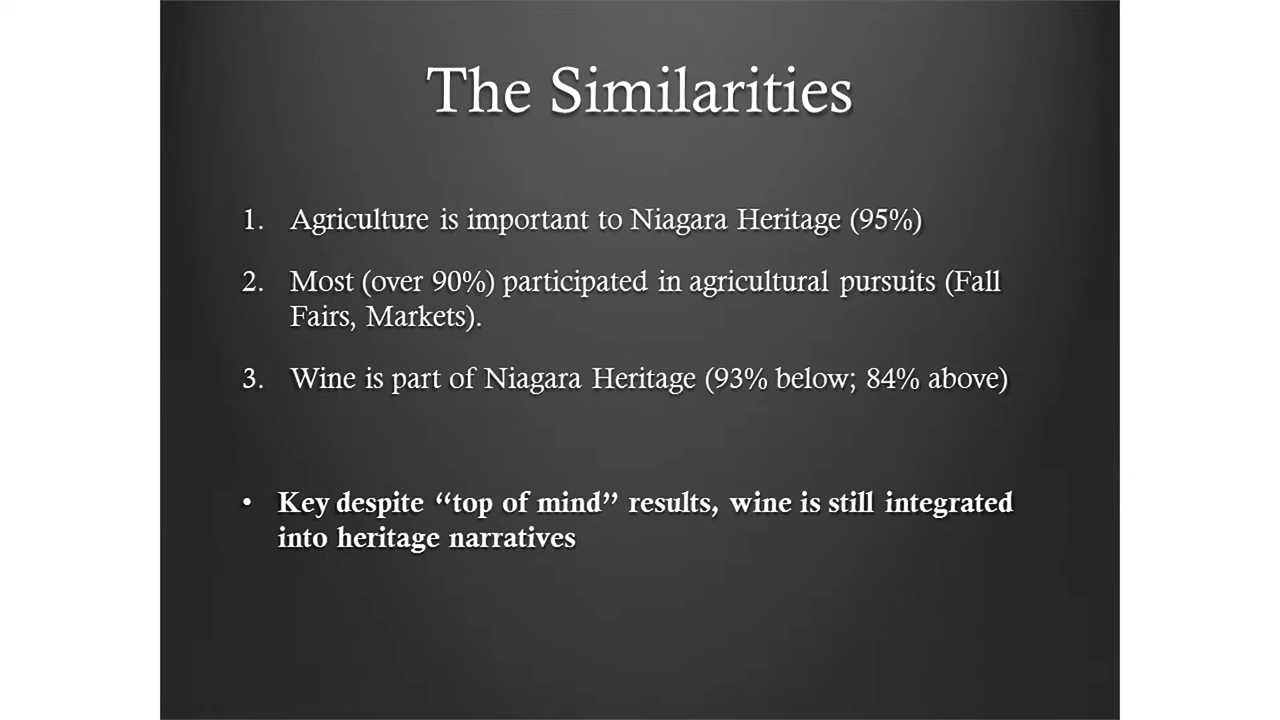 The Similarities
1. Agriculture is important to Niagara Heritage (95%)
2. Most (over 90%) participated in agricultural pursuits (Fall
Fairs, Markets).
3. Wine is part of Niagara Heritage (93% below; 84% above)
• Key despite “top of mind” results, wine is still integrated
into heritage narratives